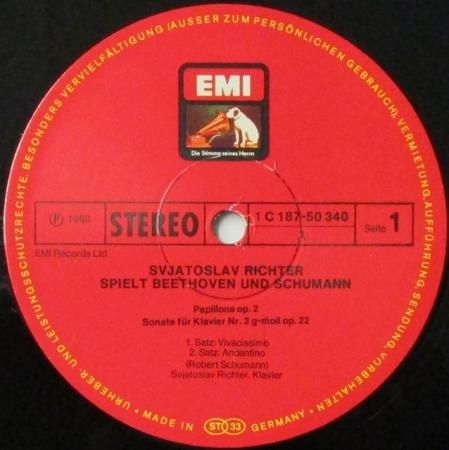 URHEBER- UND LEISTUNGSSCHUTZRECHTE, BESONDERS VERVIELFÄLTIGUNG (AUSSER ZUM PERSÖNLICHEN GEBRAUCH), VERMIETUNG, AUFFÜHRUNG, SENDUNG, VORBEHALTEN
EMI
Die Stimme seines Herrn
Ⓟ 1963
STEREO
1 C 187-50 340
Seite 1
EMI Records Ltd.
SVJATOSLAV RICHTER
SPIELT BEETHOVEN UND SCHUMANN
Papillons op. 2
Sonate für Klavier Nr. 2 g-moll op. 22
1. Satz: Vivacissimo
2. Satz: Andantino
(Robert Schumann)
Svjatoslav Richter, Klavier
• MADE IN ST 33 GERMANY •